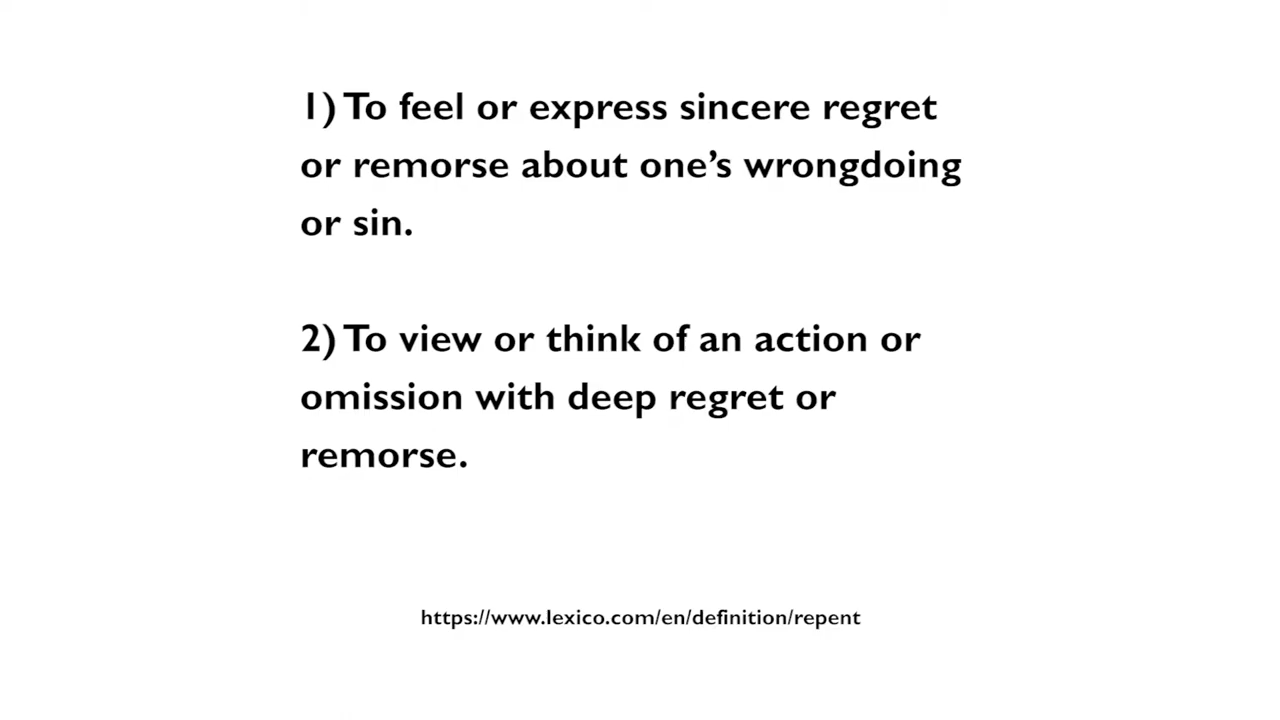 1) To feel or express sincere regret
or remorse about one’s wrongdoing
or sin.
2) To view or think of an action or
omission with deep regret or
remorse.
https://www.lexico.com/en/definition/repent